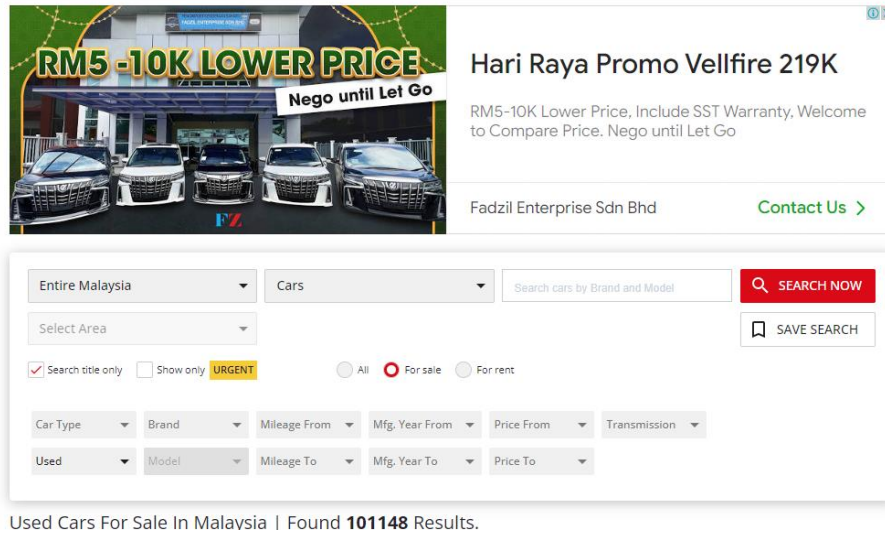 FADZIL ENTERPRISE SDN BHD
RM5 -10K LOWER PRICE
Nego until Let Go
FZ
Hari Raya Promo Vellfire 219K
RM5-10K Lower Price, Include SST Warranty, Welcome
to Compare Price. Nego until Let Go
Fadzil Enterprise Sdn Bhd
Contact Us
Entire Malaysia
Cars
Search cars by Brand and Model
SEARCH NOW
Select Area
SAVE SEARCH
Search title only
Show only URGENT
All
For sale
For rent
Car Type
Brand
Mileage From
Mfg. Year From
Price From
Transmission
Used
Model
Mileage To
Mfg. Year To
Price To
Used Cars For Sale In Malaysia | Found 101148 Results.